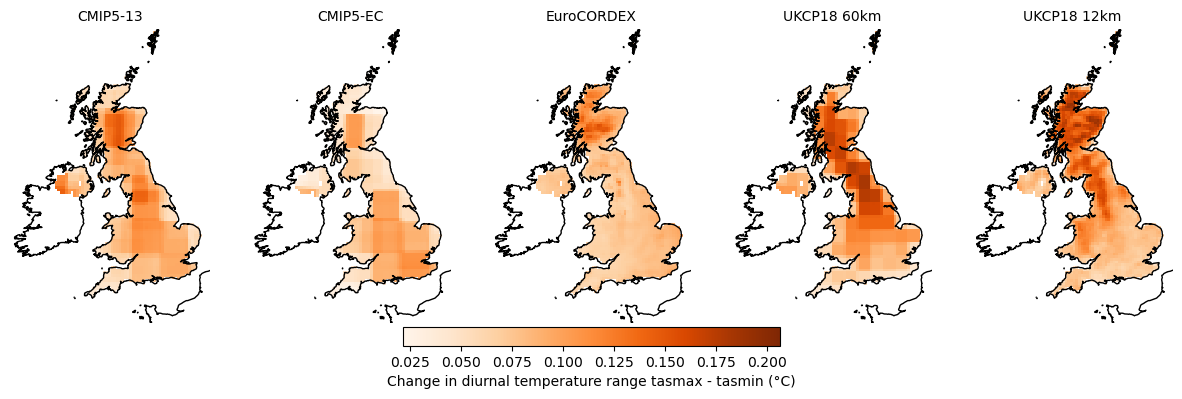 CMIP5-13
CMIP5-EC
EuroCORDEX
UKCP18 60km
UKCP18 12km
0.025 0.050 0.075 0.100 0.125 0.150 0.175 0.200
Change in diurnal temperature range tasmax - tasmin (°C)